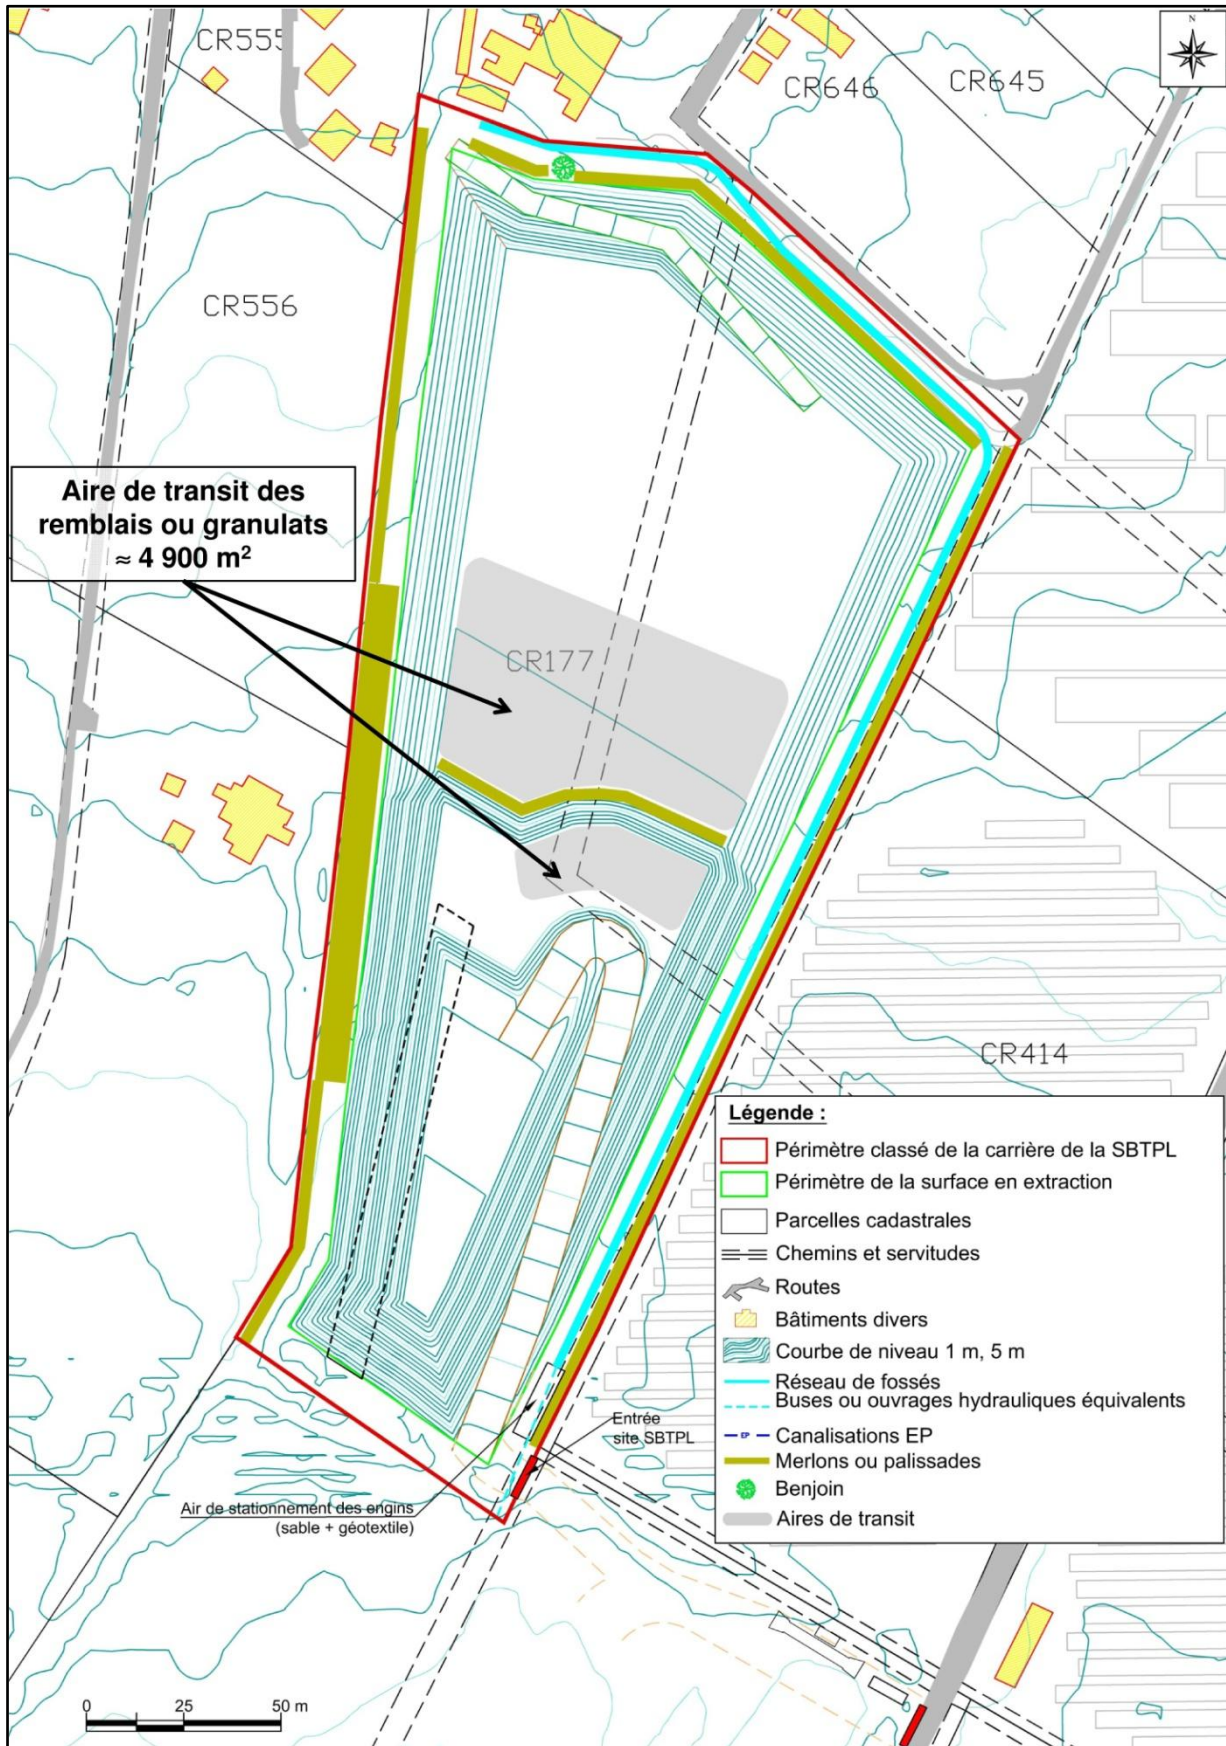 N
CR555
CR646
CR645
CR556
Aire de transit des
remblais ou granulats
≈ 4 900 m²
CR177
CR414
Légende :
Périmètre classé de la carrière de la SBTPL
Périmètre de la surface en extraction
Parcelles cadastrales
Chemins et servitudes
Routes
Bâtiments divers
Courbe de niveau 1 m, 5 m
Réseau de fossés
Buses ou ouvrages hydrauliques équivalents
EP Canalisations EP
Merlons ou palissades
Benjoin
Aires de transit
Entrée
site SBTPL
Air de stationnement des engins
(sable + géotextile)
0 25 50 m